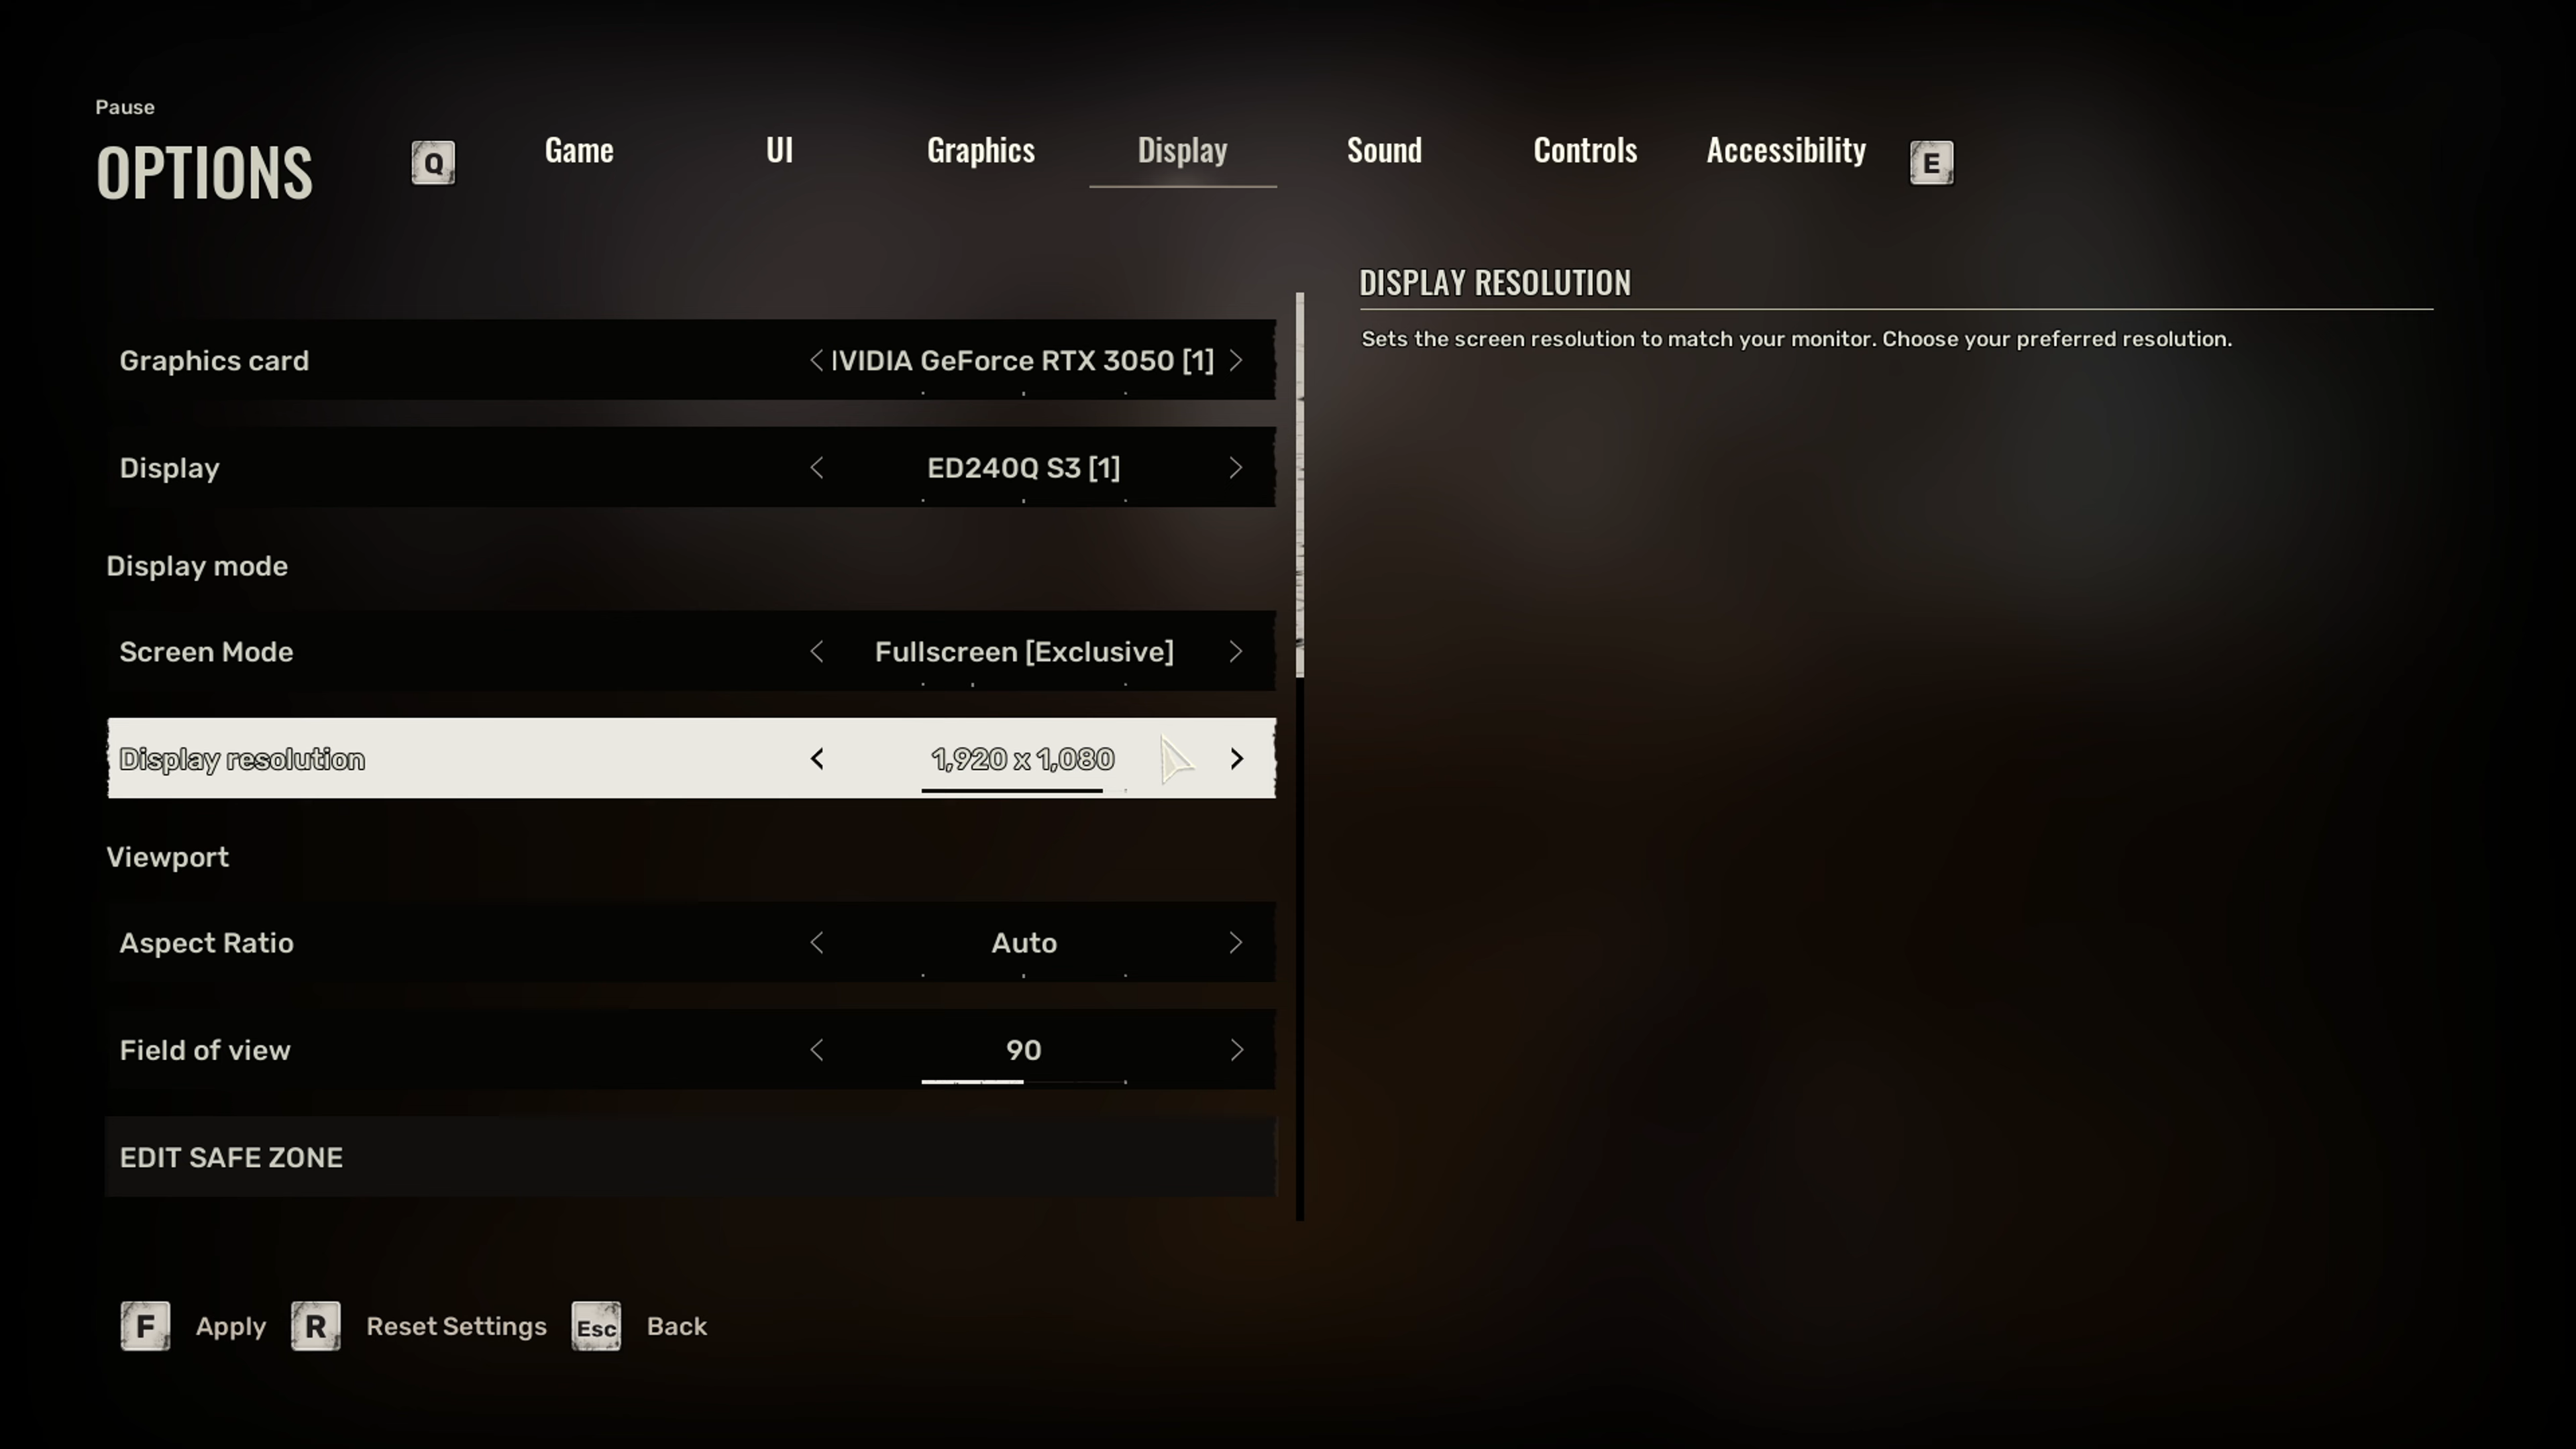 Pause
OPTIONS
Q Game UI Graphics Display Sound Controls Accessibility E
DISPLAY RESOLUTION
Sets the screen resolution to match your monitor. Choose your preferred resolution.
Graphics card VIDIA GeForce RTX 3050 [1]
Display ED240Q S3 [1]
Display mode
Screen Mode Fullscreen [Exclusive]
Display resolution 1,920 x 1,080
Viewport
Aspect Ratio Auto
Field of view 90
EDIT SAFE ZONE
F Apply R Reset Settings Esc Back